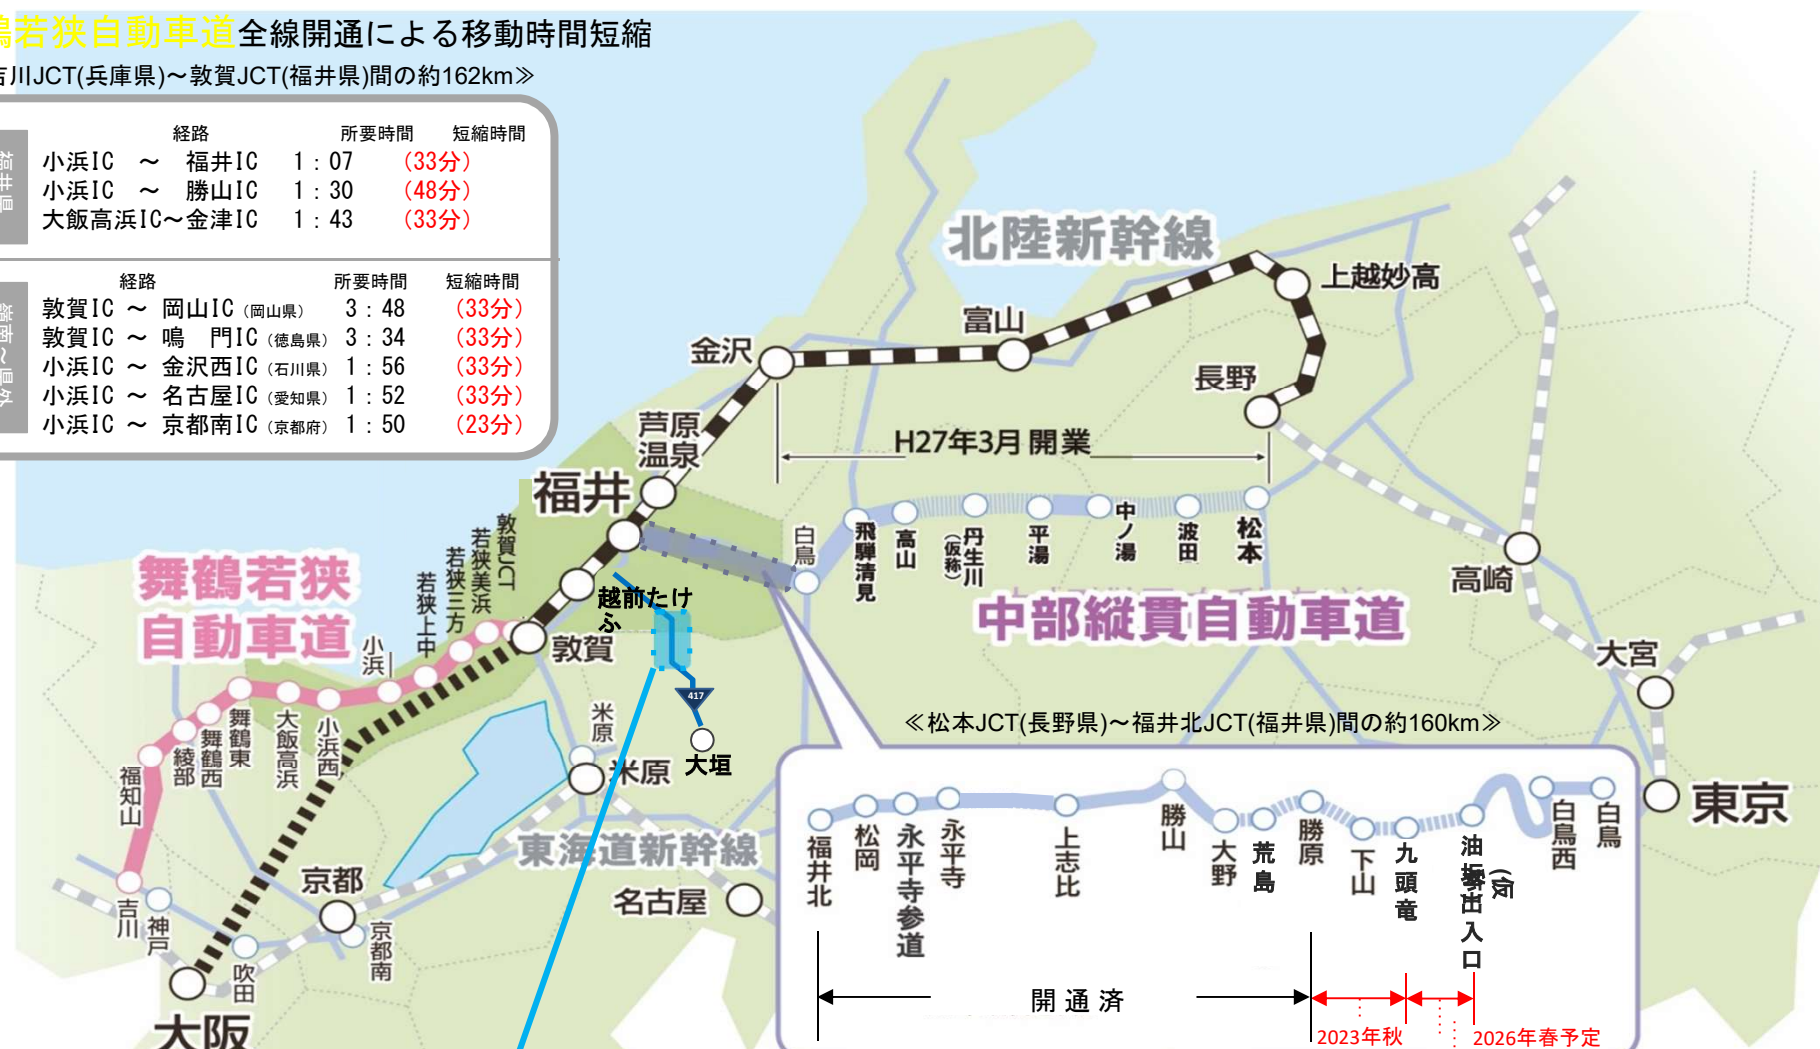 鶴若狭自動車道全線開通による移動時間短縮
吉川JCT(兵庫県)～敦賀JCT(福井県)間の約162km≫
福井県
経路 所要時間 短縮時間
小浜IC ～ 福井IC 1：07 (33分)
小浜IC ～ 勝山IC 1：30 (48分)
大飯高浜IC～金津IC 1：43 (33分)
嶺南～県外
経路 所要時間 短縮時間
敦賀IC ～ 岡山IC (岡山県) 3：48 (33分)
敦賀IC ～ 鳴 門IC (徳島県) 3：34 (33分)
小浜IC ～ 金沢西IC (石川県) 1：56 (33分)
小浜IC ～ 名古屋IC (愛知県) 1：52 (33分)
小浜IC ～ 京都南IC (京都府) 1：50 (23分)
北陸新幹線
上越妙高
富山
金沢
長野
芦原
温泉
H27年3月開業
福井
白鳥
飛騨清見
高山
丹生川
(仮称)
平湯
中ノ湯
波田
松本
高崎
中部縦貫自動車道
大宮
東京
舞鶴若狭
自動車道
敦賀JCT
若狭美浜
若狭三方
若狭上中
小浜
越前たけ
ふ
敦賀
417
大垣
米原
米原
小浜西
大飯高浜
舞鶴東
舞鶴西
綾部
福知山
東海道新幹線
名古屋
京都
京都南
吉川
神戸
吹田
大阪
≪松本JCT(長野県)～福井北JCT(福井県)間の約160km≫
福井北
松岡
永平寺参道
永平寺
上志比
勝山
大野
荒島
勝原
下山
九頭竜
油坂
出入口
(仮
白鳥西
白鳥
開通済
2023年秋
2026年春予定